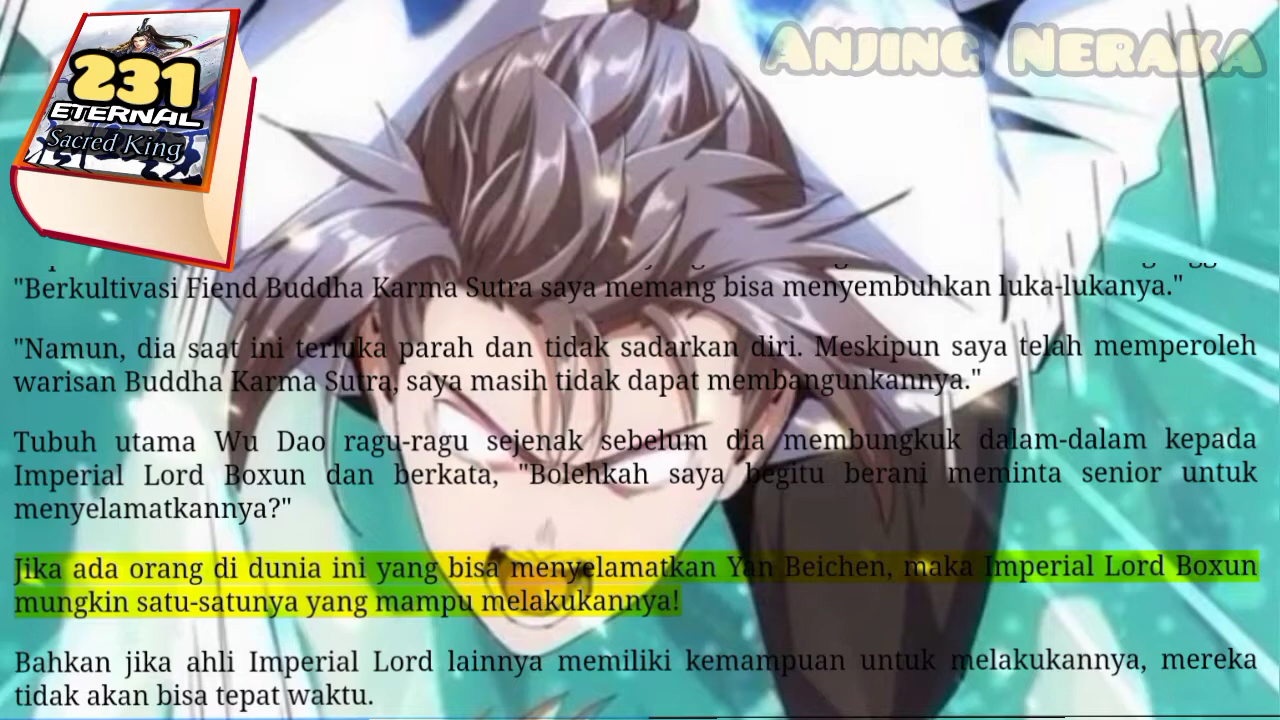 231
ETERNAL
Sacred King
ANJING NERAKA
"Berkultivasi Fiend Buddha Karma Sutra saya memang bisa menyembuhkan luka-lukanya."
"Namun, dia saat ini terluka parah dan tidak sadarkan diri. Meskipun saya telah memperoleh
warisan Buddha Karma Sutra, saya masih tidak dapat membangunkannya."
Tubuh utama Wu Dao ragu-ragu sejenak sebelum dia membungkuk dalam-dalam kepada
Imperial Lord Boxun dan berkata, "Bolehkah saya begitu berani meminta senior untuk
menyelamatkannya?"
Jika ada orang di dunia ini yang bisa menyelamatkan Yan Beichen, maka Imperial Lord Boxun
mungkin satu-satunya yang mampu melakukannya!
Bahkan jika ahli Imperial Lord lainnya memiliki kemampuan untuk melakukannya, mereka
tidak akan bisa tepat waktu.